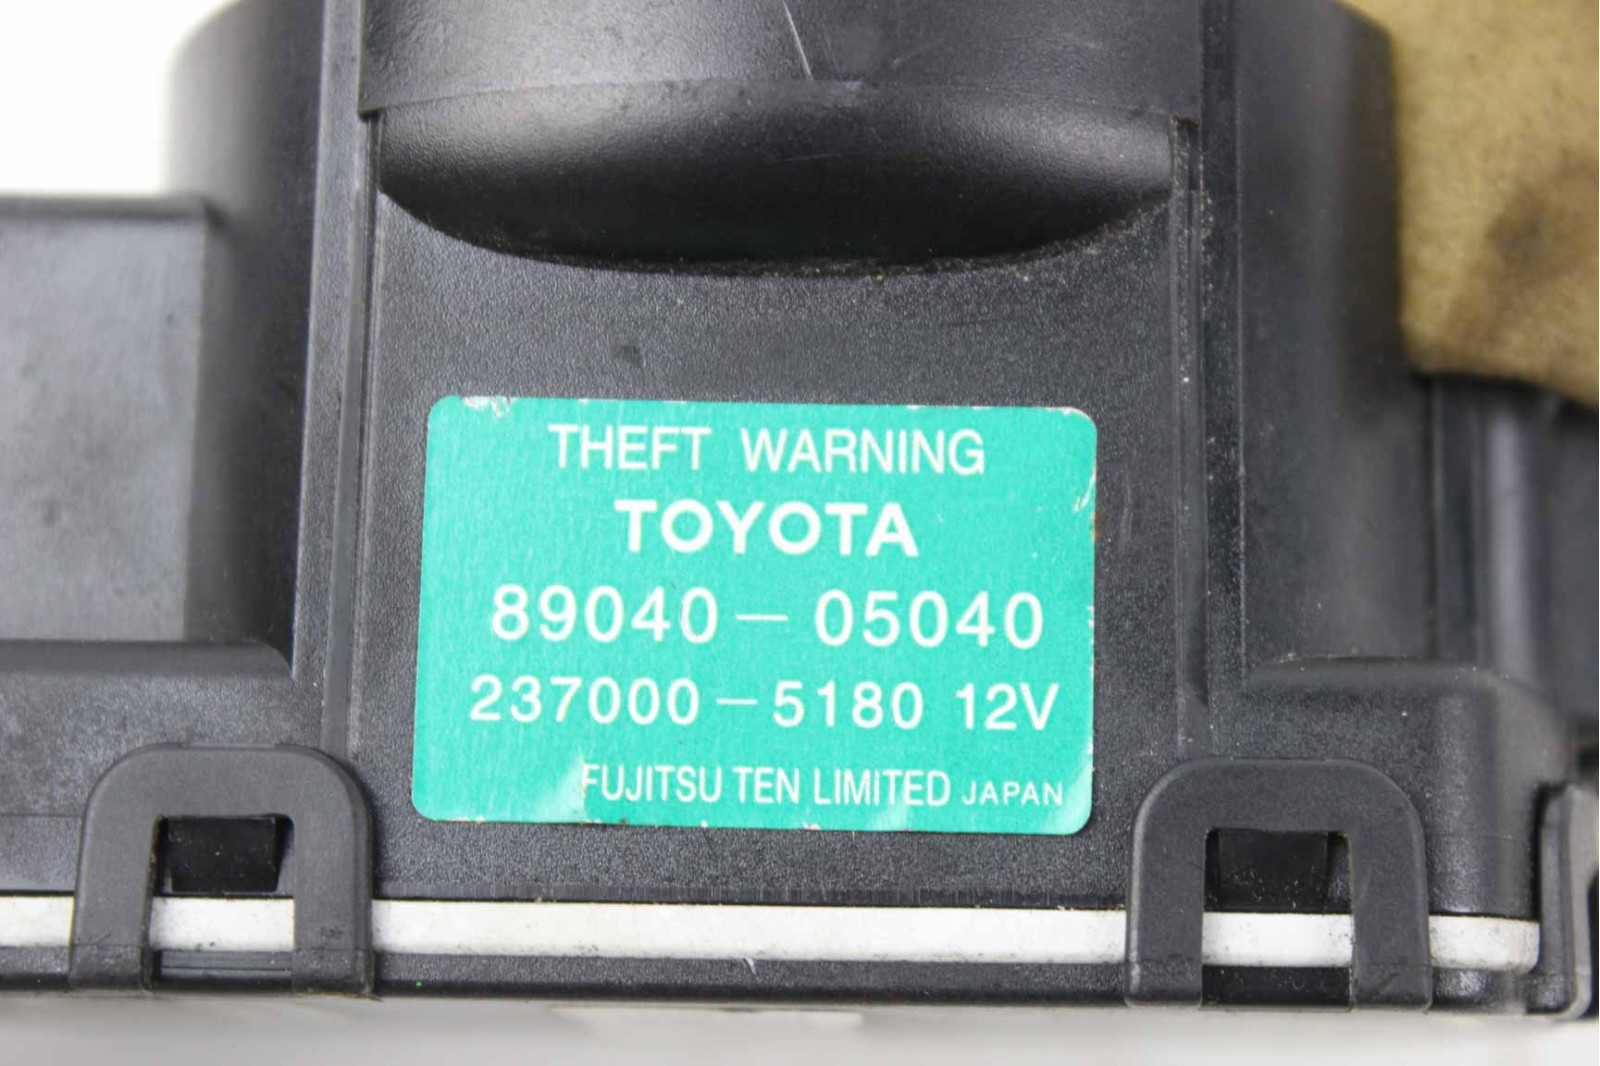 THEFT WARNING
TOYOTA
89040-05040
237000-5180 12V
FUJITSU TEN LIMITED JAPAN